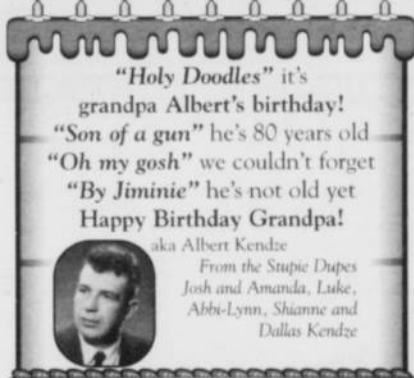 "Holy Doodles" it's
grandpa Albert's birthday!
"Son of a gun" he's 80 years old
"Oh my gosh" we couldn't forget
"By Jiminie" he's not old yet
Happy Birthday Grandpa!
aka Albert Kendze
From the Stupie Dupes
Josh and Amanda, Luke,
Abbi-Lynn, Shianne and
Dallas Kendze